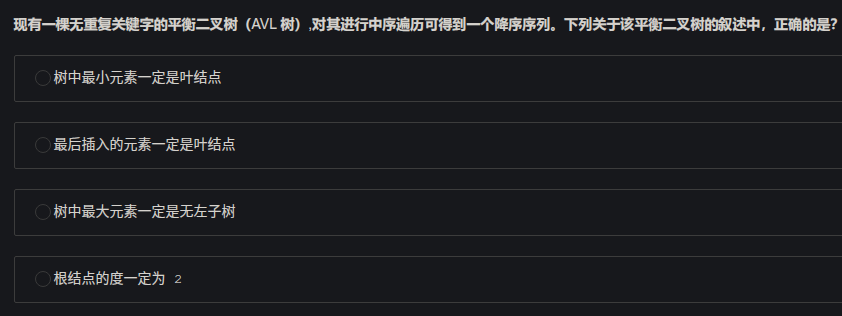 现有一棵无重复关键字的平衡二叉树（AVL 树）,对其进行中序遍历可得到一个降序序列。下列关于该平衡二叉树的叙述中，正确的是?
树中最小元素一定是叶结点
最后插入的元素一定是叶结点
树中最大元素一定是无左子树
根结点的度一定为 2